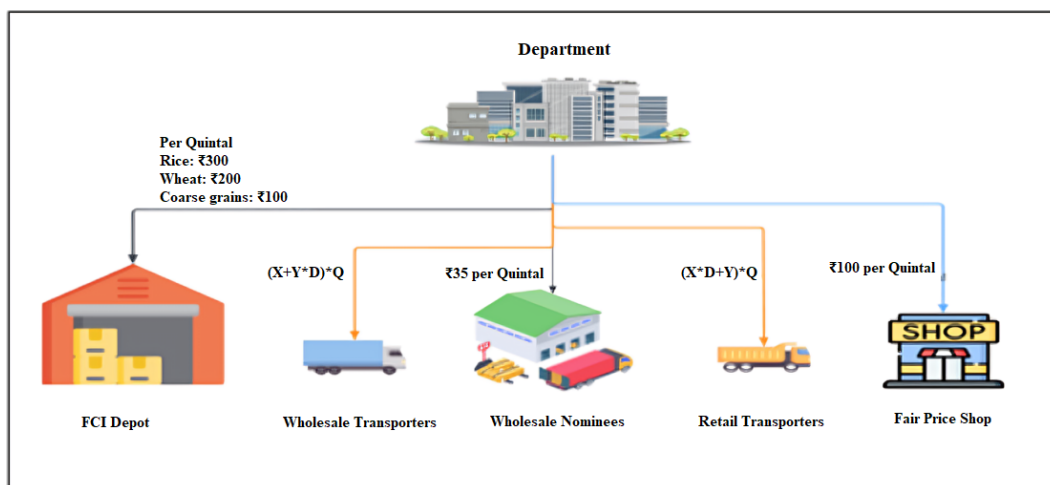 Department
Per Quintal
Rice: ₹300
Wheat: ₹200
Coarse grains: ₹100
(X+Y*D)*Q
₹35 per Quintal
(X*D+Y)*Q
₹100 per Quintal
SHOP
FCI Depot
Wholesale Transporters
Wholesale Nominees
Retail Transporters
Fair Price Shop